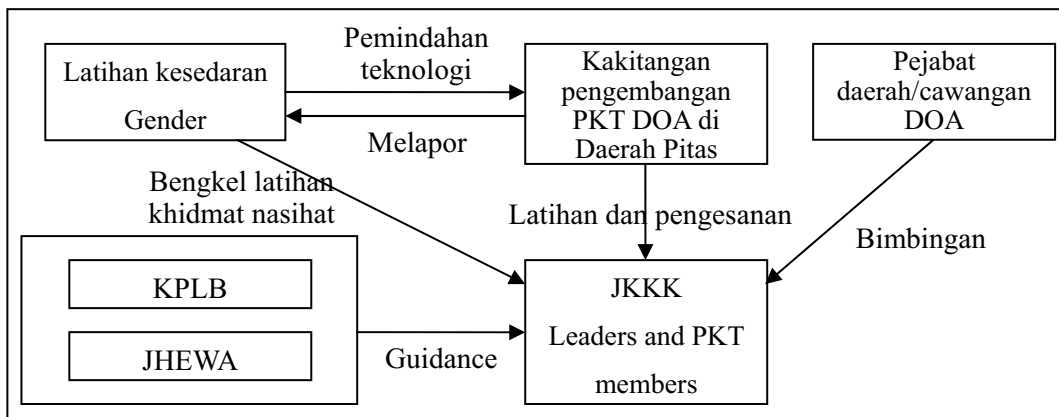 Latihan kesedaran
Gender
Pemindahan
teknologi
Melapor
Kakitangan
pengembangan
PKT DOA di
Daerah Pitas
Pejabat
daerah/cawangan
DOA
Bengkel latihan
khidmat nasihat
Latihan dan pengesanan
Bimbingan
KPLB
JHEWA
Guidance
JKKK
Leaders and PKT
members